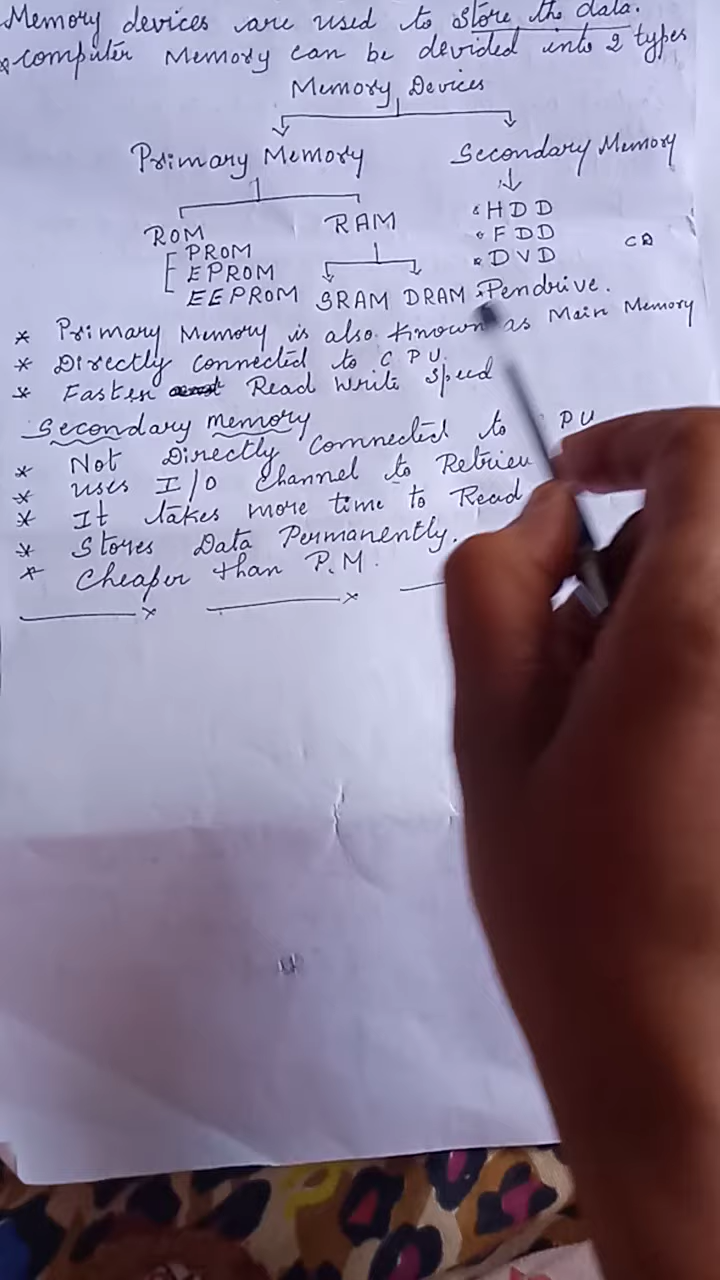 Memory devices are used to store the data.
* computer Memory can be devided into 2 types
Memory Devices
Primary Memory Secondary Memory
ROM RAM HDD
PROM FDD CD
EPROM DVD
EEPROM SRAM DRAM Pendrive.
* Primary Memory is also known as Main Memory
* Directly connected to CPU.
* Faster Read Write speed
Secondary memory
* Not Directly connected to PU
* uses I/O channel to Retriev
* It takes more time to Read
* Stores Data Permanently.
* Cheaper than P.M.